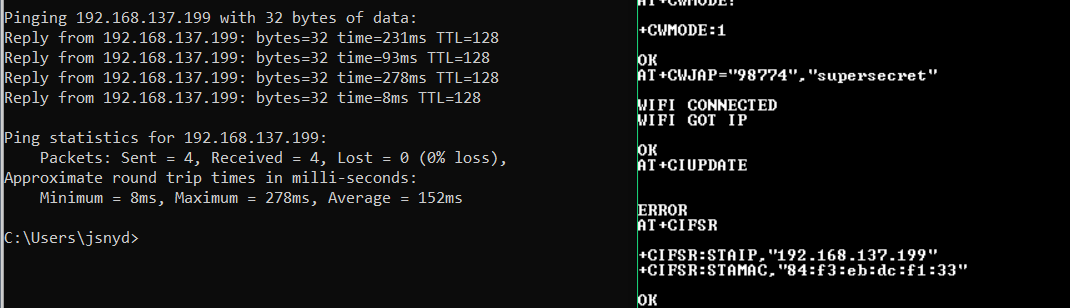 Pinging 192.168.137.199 with 32 bytes of data:
Reply from 192.168.137.199: bytes=32 time=231ms TTL=128
Reply from 192.168.137.199: bytes=32 time=93ms TTL=128
Reply from 192.168.137.199: bytes=32 time=278ms TTL=128
Reply from 192.168.137.199: bytes=32 time=8ms TTL=128

Ping statistics for 192.168.137.199:
    Packets: Sent = 4, Received = 4, Lost = 0 (0% loss),
Approximate round trip times in milli-seconds:
    Minimum = 8ms, Maximum = 278ms, Average = 152ms

C:\Users\jsnyd>

+CWMODE:1

OK
AT+CWJAP="98774","supersecret"

WIFI CONNECTED
WIFI GOT IP

OK
AT+CIUPDATE

ERROR
AT+CIFSR

+CIFSR:STAIP,"192.168.137.199"
+CIFSR:STAMAC,"84:f3:eb:dc:f1:33"

OK